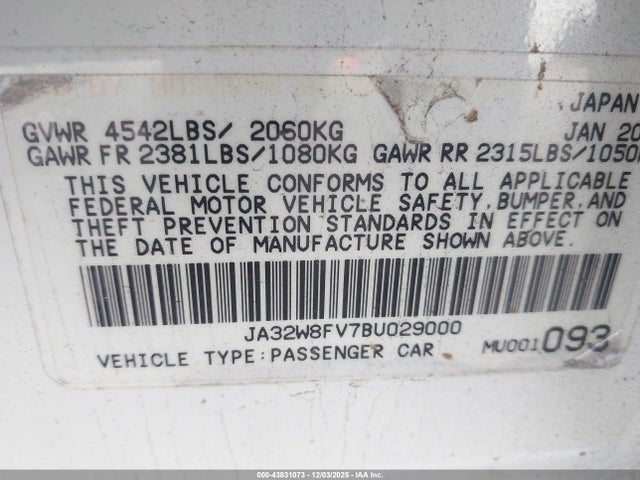 JAPAN
GVWR 4542LBS/ 2060KG JAN 20
GAWR FR 2381LBS/1080KG GAWR RR 2315LBS/1050
THIS VEHICLE CONFORMS TO ALL APPLICABLE
FEDERAL MOTOR VEHICLE SAFETY, BUMPER, AND
THEFT PREVENTION STANDARDS IN EFFECT ON
THE DATE OF MANUFACTURE SHOWN ABOVE.
JA32W8FV7BU029000
VEHICLE TYPE:PASSENGER CAR MU001093
000-43831073 - 12/03/2025 - IAA Inc.